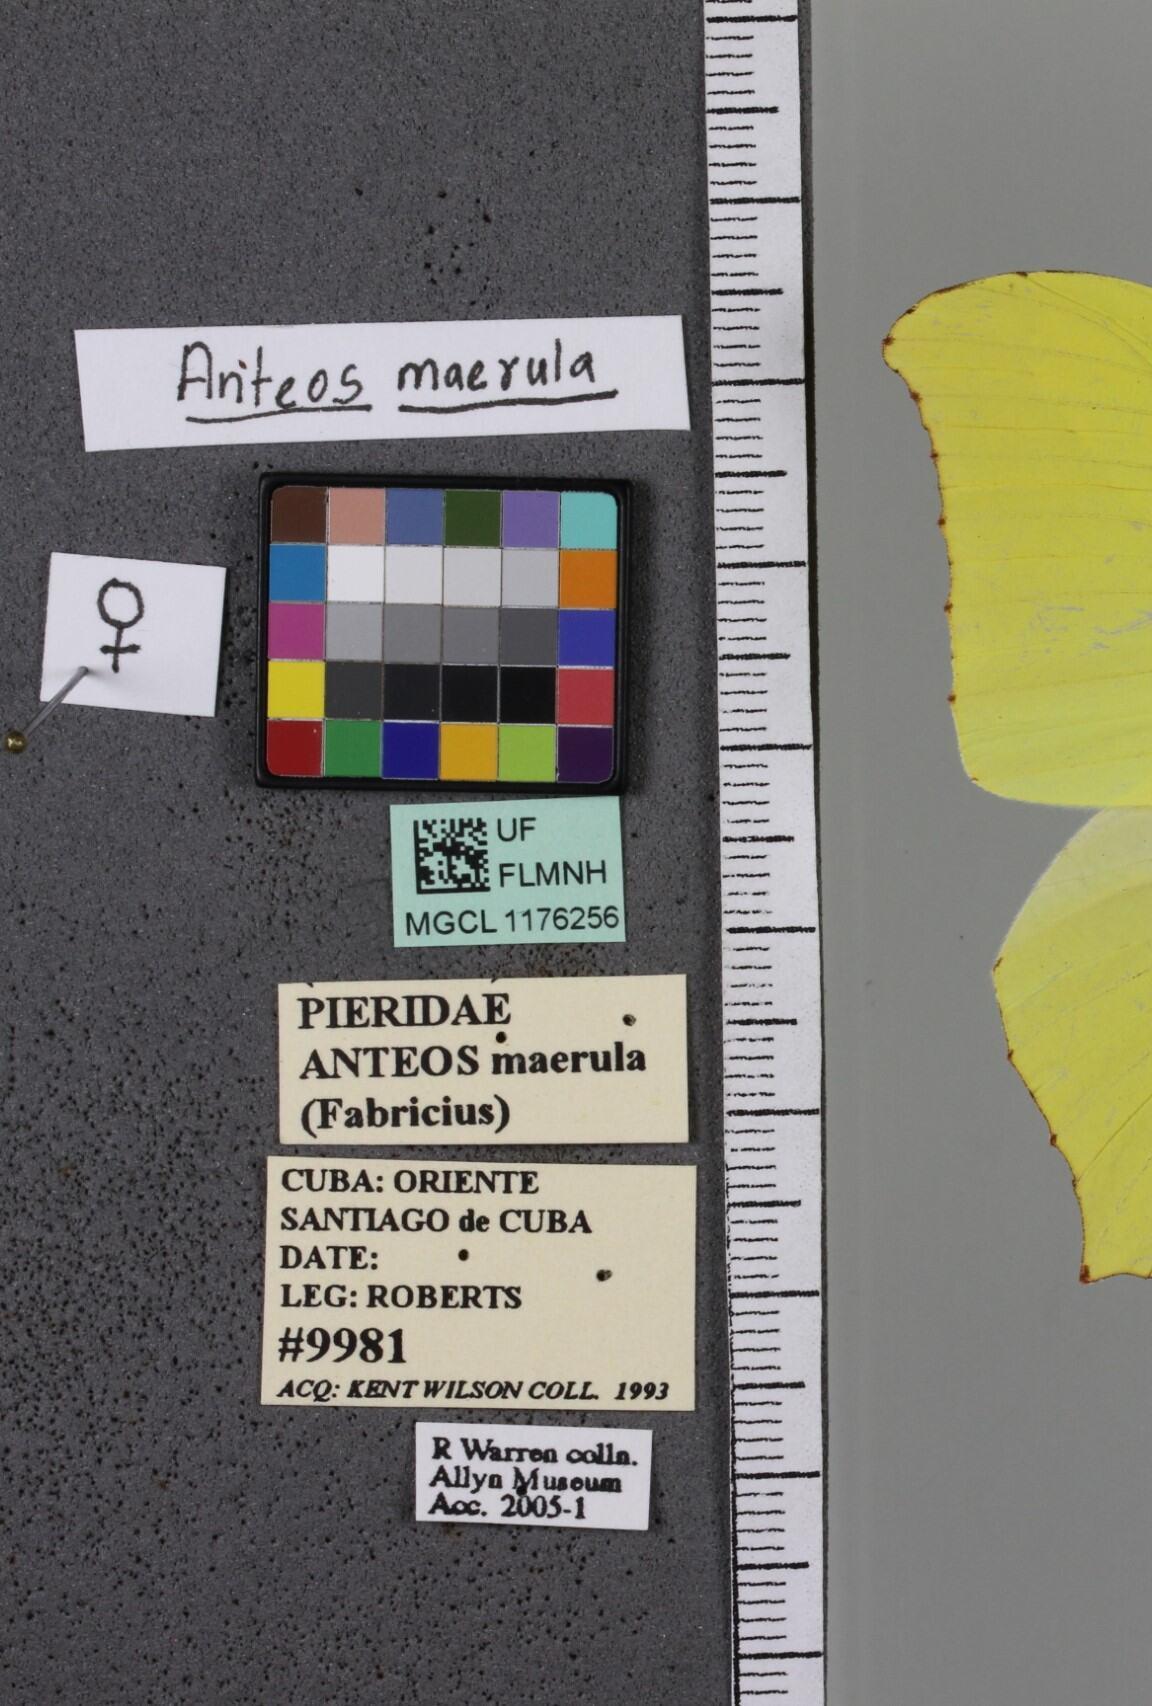 Anteos maerula
♀
UF
FLMNH
MGCL 1176256
PIERIDAE
ANTEOS maerula
(Fabricius)
CUBA: ORIENTE
SANTIAGO de CUBA
DATE:
LEG: ROBERTS
#9981
ACQ: KENT WILSON COLL. 1993
R Warren colln.
Allyn Museum
Acc. 2005-1